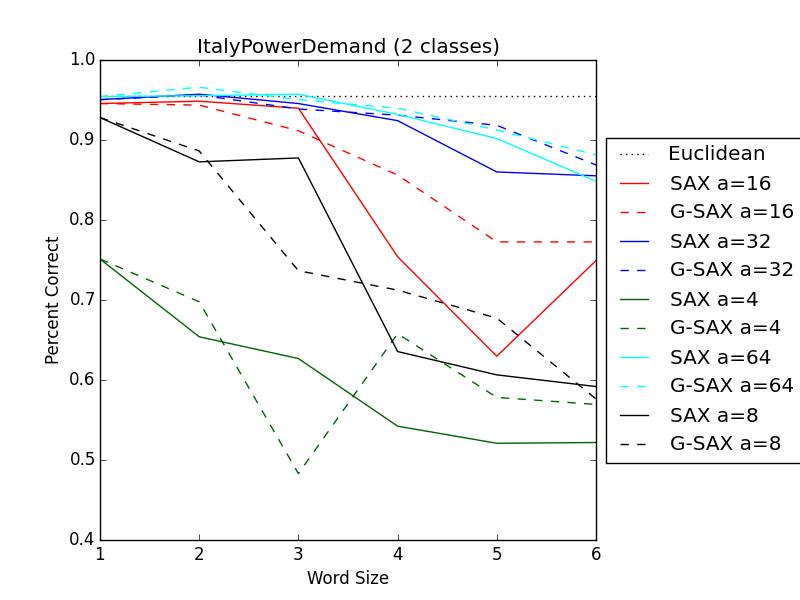 ItalyPowerDemand (2 classes)
1.0
0.9
0.8
0.7
0.6
0.5
0.4
Percent Correct
1 2 3 4 5 6
Word Size
Euclidean
SAX a=16
G-SAX a=16
SAX a=32
G-SAX a=32
SAX a=4
G-SAX a=4
SAX a=64
G-SAX a=64
SAX a=8
G-SAX a=8